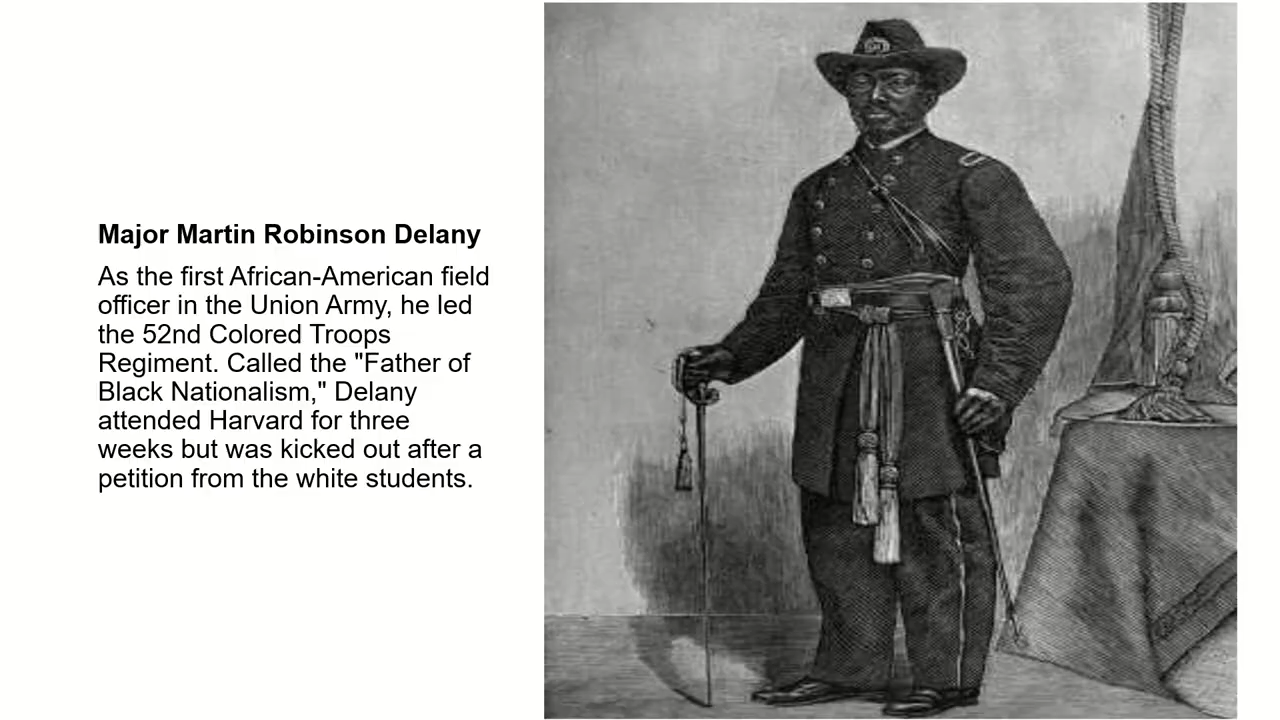 Major Martin Robinson Delany
As the first African-American field
officer in the Union Army, he led
the 52nd Colored Troops
Regiment. Called the "Father of
Black Nationalism," Delany
attended Harvard for three
weeks but was kicked out after a
petition from the white students.